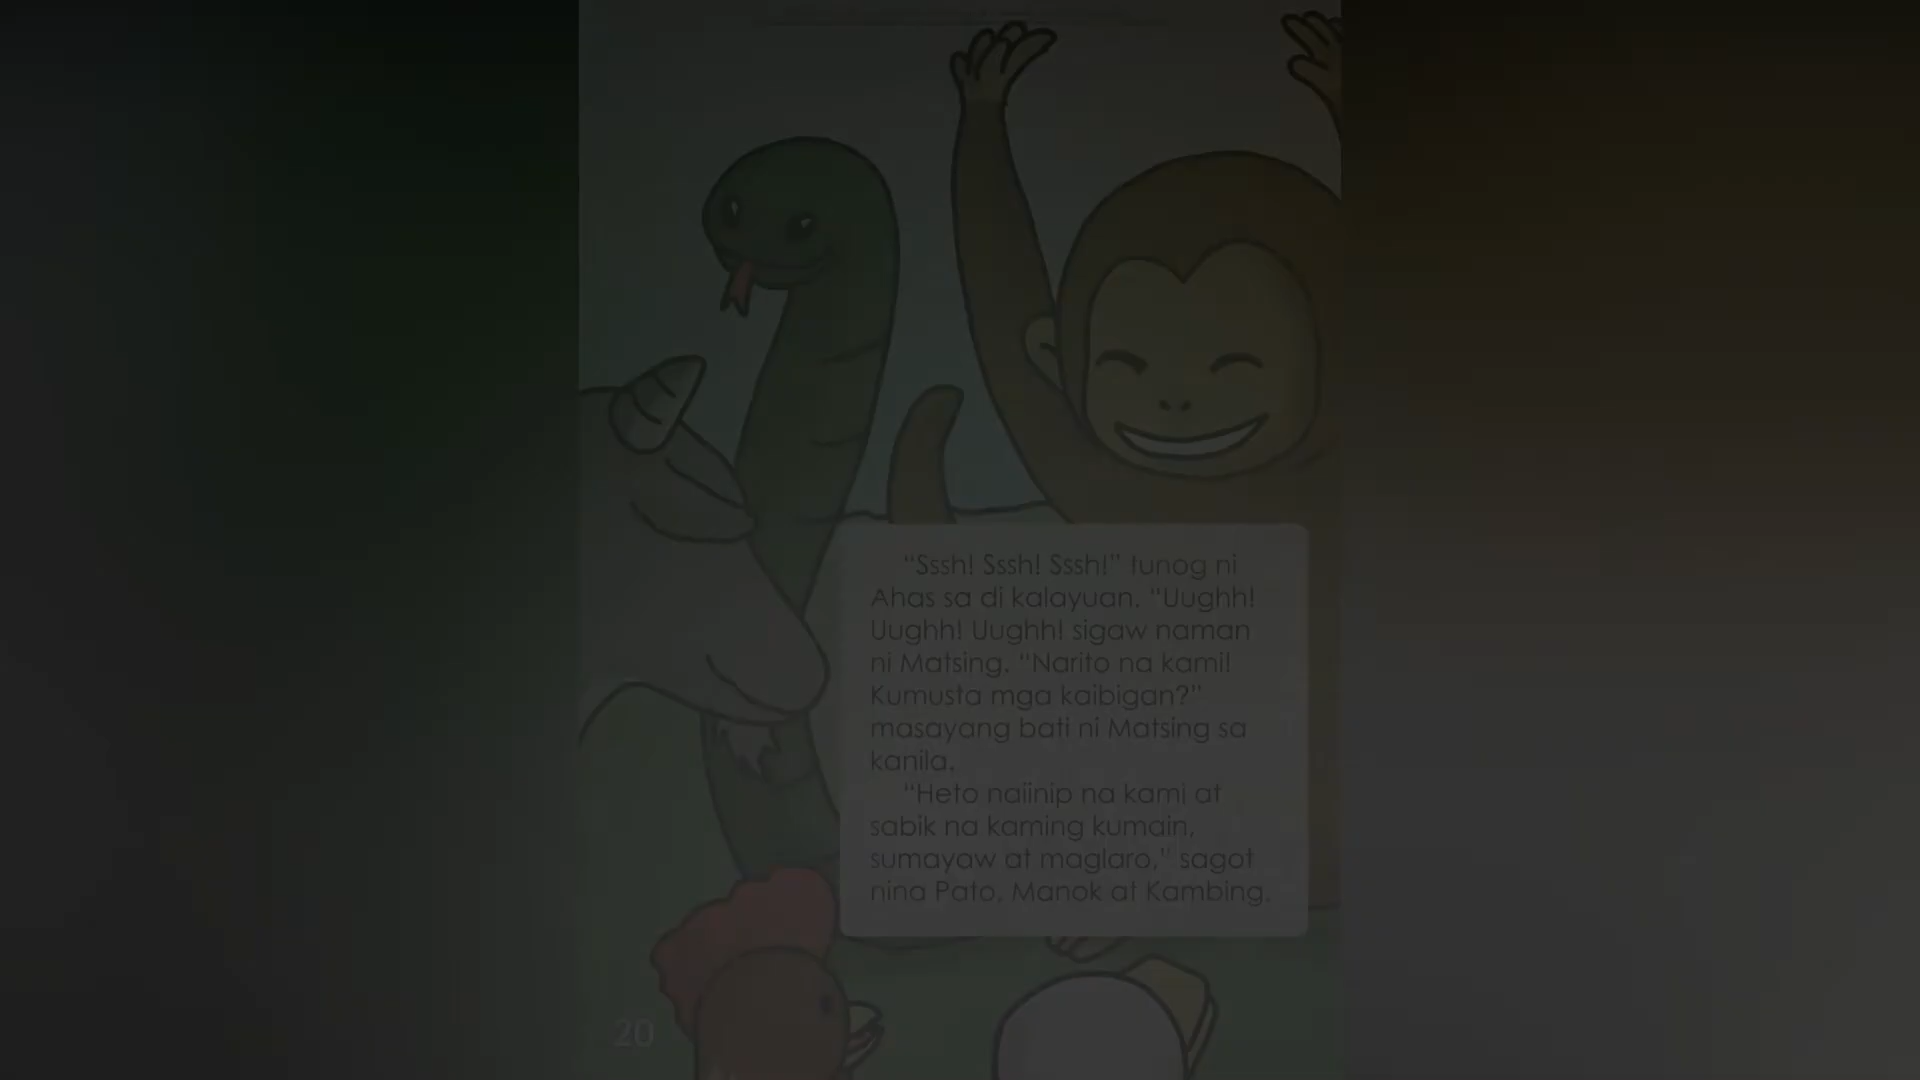 “Sssh! Sssh! Sssh!” tunog ni
Ahas sa di kalayuan. “Uughh!
Uughh! Uughh! sigaw naman
ni Matsing. “Narito na kami!
Kumusta mga kaibigan?”
masayang bati ni Matsing sa
kanila.
“Heto naiinip na kami at
sabik na kaming kumain,
sumayaw at maglaro,” sagot
nina Pato, Manok at Kambing.
20